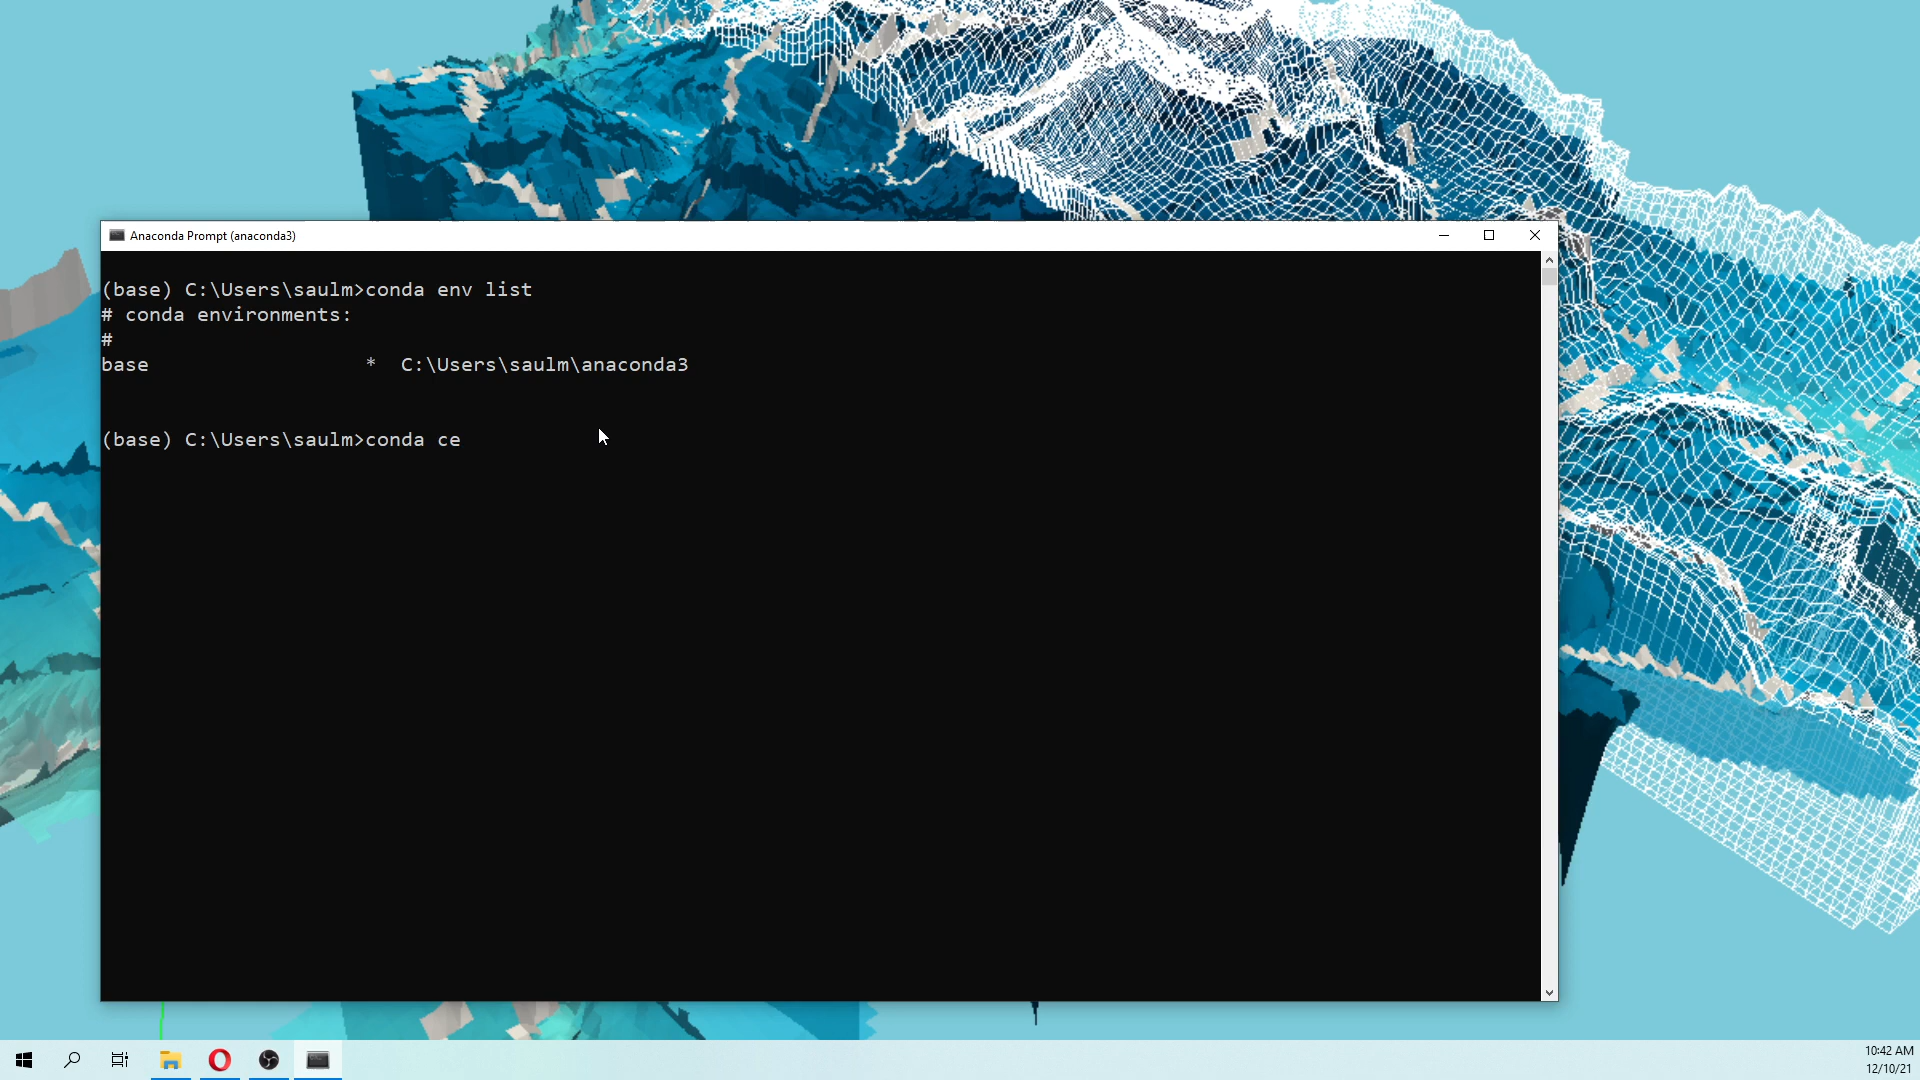 Anaconda Prompt (anaconda3)
(base) C:\Users\saulm>conda env list
# conda environments:
#
base                  *  C:\Users\saulm\anaconda3
(base) C:\Users\saulm>conda ce
10:42 AM
12/10/21